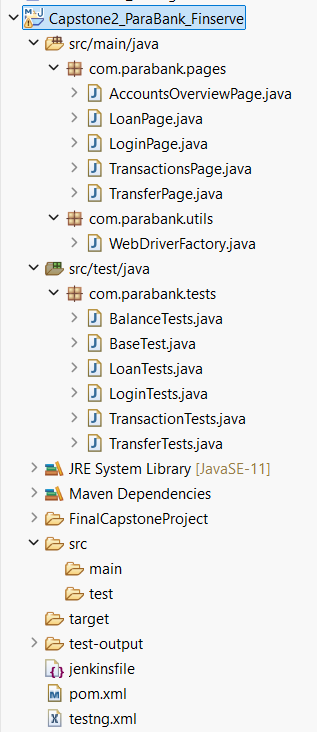 Capstone2_ParaBank_Finserve
src/main/java
com.parabank.pages
AccountsOverviewPage.java
LoanPage.java
LoginPage.java
TransactionsPage.java
TransferPage.java
com.parabank.utils
WebDriverFactory.java
src/test/java
com.parabank.tests
BalanceTests.java
BaseTest.java
LoanTests.java
LoginTests.java
TransactionTests.java
TransferTests.java
JRE System Library [JavaSE-11]
Maven Dependencies
FinalCapstoneProject
src
main
test
target
test-output
jenkinsfile
pom.xml
testng.xml